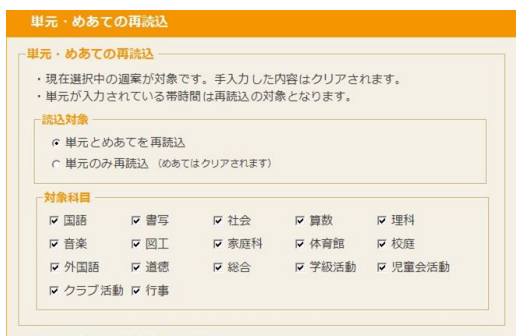 単元・めあての再読込
単元・めあての再読込
・現在選択中の週案が対象です。手入力した内容はクリアされます。
・単元が入力されている帯時間は再読込の対象となります。
読込対象
単元とめあてを再読込
単元のみ再読込 (めあてはクリアされます)
対象科目
国語 書写 社会 算数 理科
音楽 図工 家庭科 体育館 校庭
外国語 道徳 総合 学級活動 児童会活動
クラブ活動 行事